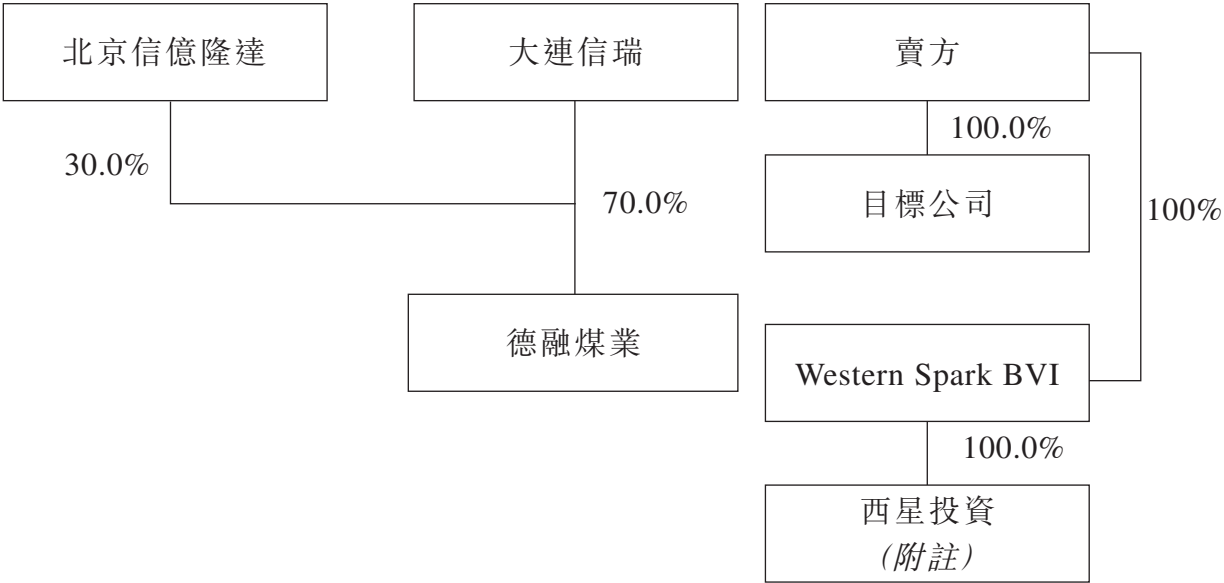 北京信億隆達
大連信瑞
賣方
100.0%
30.0%
70.0%
目標公司
100%
德融煤業
Western Spark BVI
100.0%
西星投資
(附註)